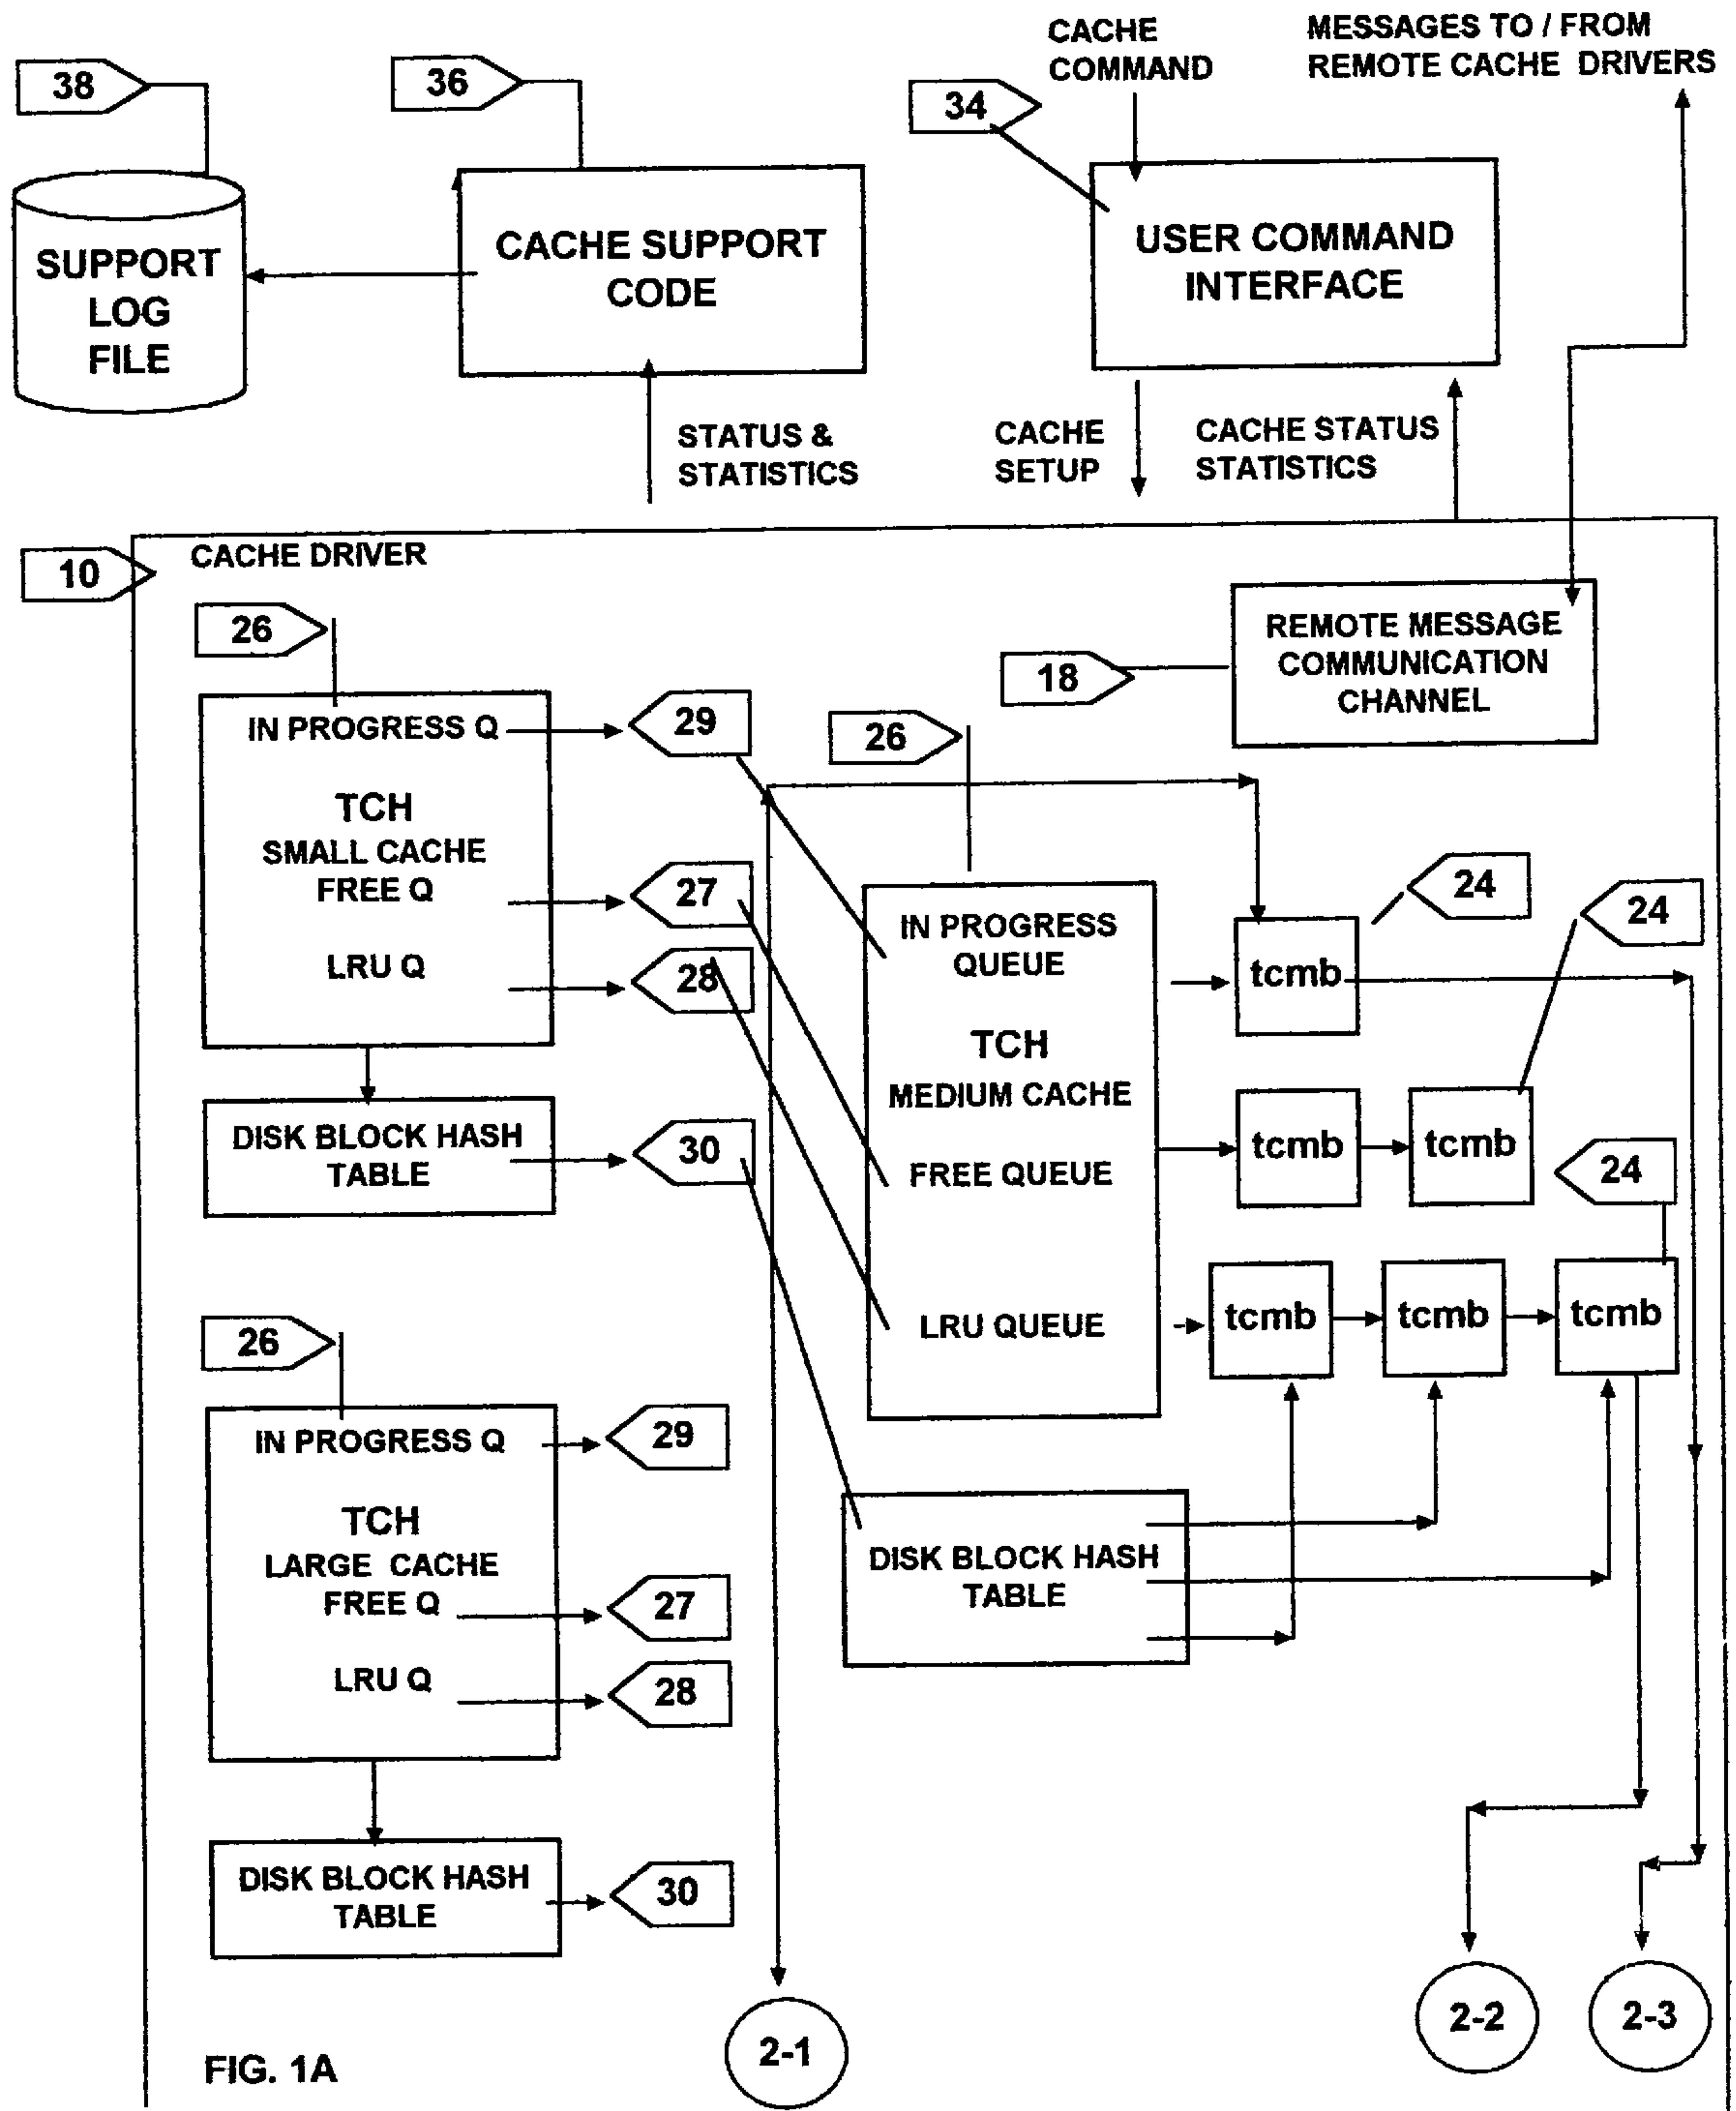 CACHE
COMMAND
MESSAGES TO / FROM
REMOTE CACHE DRIVERS
38
36
34
SUPPORT
LOG
FILE
CACHE SUPPORT
CODE
USER COMMAND
INTERFACE
STATUS &
STATISTICS
CACHE
SETUP
CACHE STATUS
STATISTICS
10
CACHE DRIVER
26
REMOTE MESSAGE
COMMUNICATION
CHANNEL
18
IN PROGRESS Q
29
26
TCH
SMALL CACHE
FREE Q
27
LRU Q
28
24
24
IN PROGRESS
QUEUE
tcmb
TCH
MEDIUM CACHE
DISK BLOCK HASH
TABLE
30
FREE QUEUE
tcmb
tcmb
24
LRU QUEUE
tcmb
tcmb
tcmb
26
IN PROGRESS Q
29
TCH
LARGE CACHE
FREE Q
27
LRU Q
28
DISK BLOCK HASH
TABLE
DISK BLOCK HASH
TABLE
30
2-1
2-2
2-3
FIG. 1A